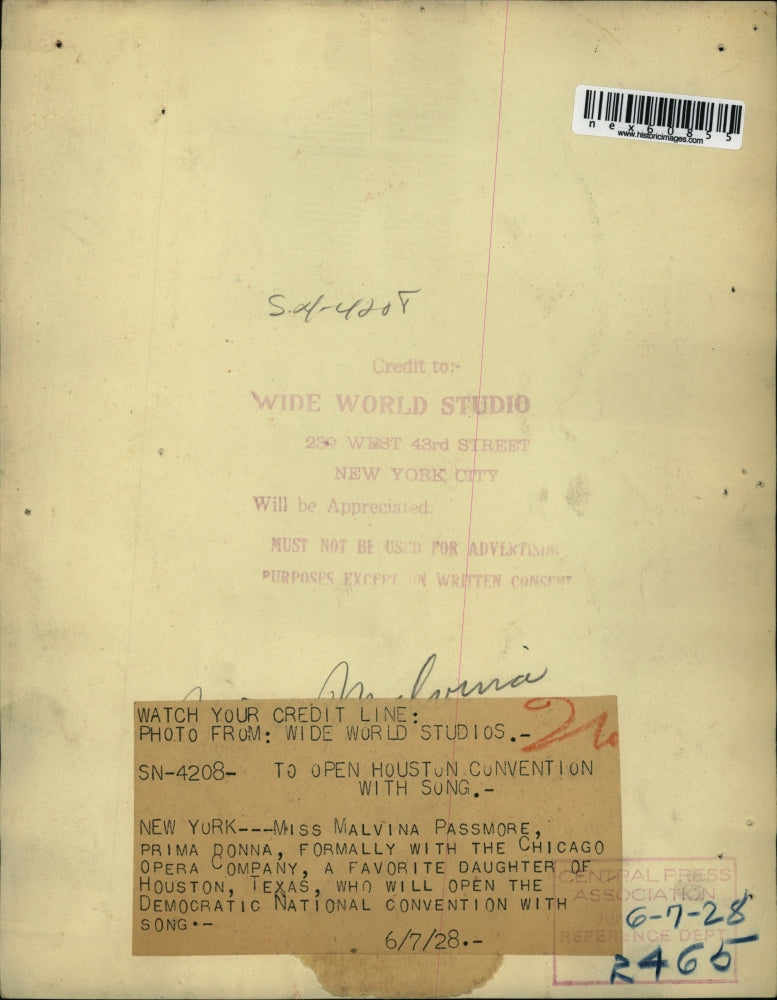 nex60855
www.historicimages.com
S.N-4208
Credit to:-
WIDE WORLD STUDIO
239 WEST 43rd STREET
NEW YORK CITY
Will be Appreciated.
MUST NOT BE USED FOR ADVERTISING
PURPOSES EXCEPT IN WRITTEN CONSENT
Malvina
WATCH YOUR CREDIT LINE:
PHOTO FROM: WIDE WORLD STUDIOS.-
SN-4208- TO OPEN HOUSTON CONVENTION
WITH SONG.-
NEW YORK---MISS MALVINA PASSMORE,
PRIMA DONNA, FORMALLY WITH THE CHICAGO
OPERA COMPANY, A FAVORITE DAUGHTER OF
HOUSTON, TEXAS, WHO WILL OPEN THE
DEMOCRATIC NATIONAL CONVENTION WITH
SONG.-
6/7/28.-
CENTRAL PRESS
ASSOCIATION
6-7-28
REFERENCE DEPT
R465